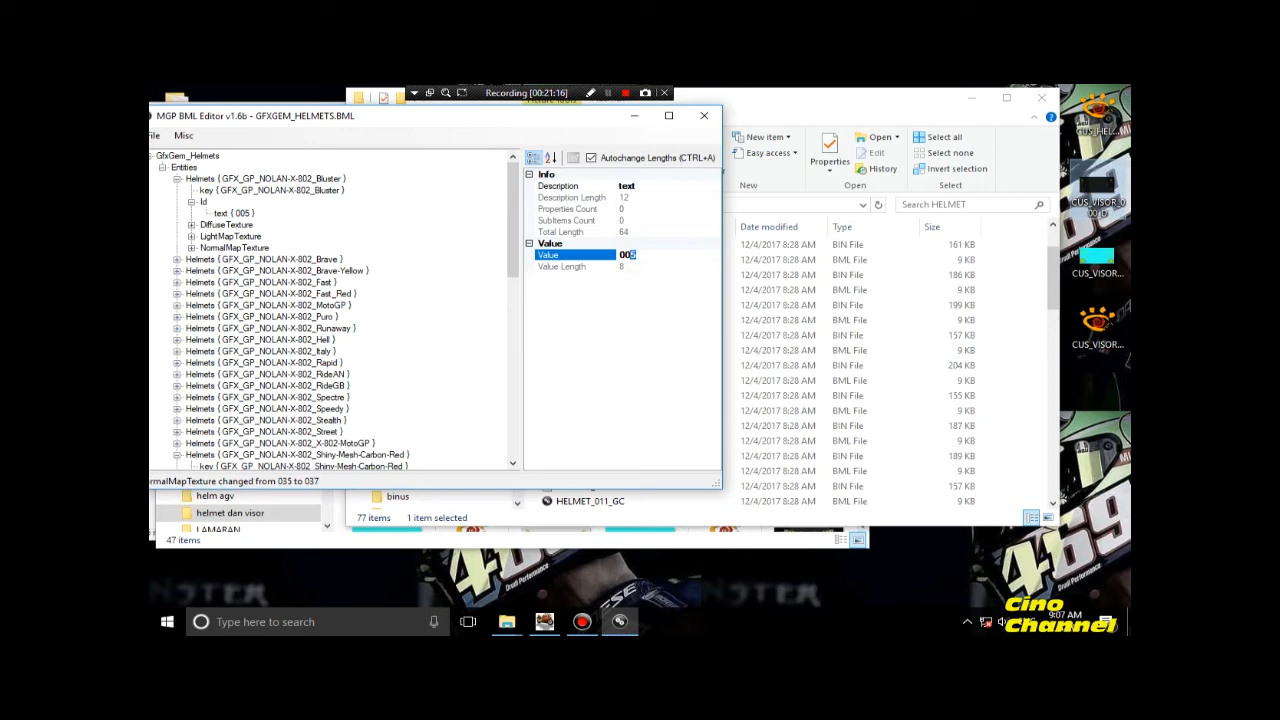 Recording [00:21:16]
MGP BML Editor v1.6b - GFXGEM_HELMETS.BML
File Misc
GfxGem_Helmets
Entities
Helmets {GFX_GP_NOLAN-X-802_Bluster}
key {GFX_GP_NOLAN-X-802_Bluster }
Id
text { 005 }
DiffuseTexture
LightMapTexture
NormalMapTexture
Helmets {GFX_GP_NOLAN-X-802_Brave}
Helmets {GFX_GP_NOLAN-X-802_Brave-Yellow }
Helmets {GFX_GP_NOLAN-X-802_Fast }
Helmets {GFX_GP_NOLAN-X-802_Fast_Red }
Helmets {GFX_GP_NOLAN-X-802_MotoGP }
Helmets {GFX_GP_NOLAN-X-802_Puro }
Helmets {GFX_GP_NOLAN-X-802_Runaway }
Helmets {GFX_GP_NOLAN-X-802_Hell }
Helmets {GFX_GP_NOLAN-X-802_Italy }
Helmets {GFX_GP_NOLAN-X-802_Rapid }
Helmets {GFX_GP_NOLAN-X-802_RideAN }
Helmets {GFX_GP_NOLAN-X-802_RideGB }
Helmets {GFX_GP_NOLAN-X-802_Spectre }
Helmets {GFX_GP_NOLAN-X-802_Speedy }
Helmets {GFX_GP_NOLAN-X-802_Stealth }
Helmets {GFX_GP_NOLAN-X-802_Street }
Helmets {GFX_GP_NOLAN-X-802_X-802-MotoGP }
Helmets {GFX_GP_NOLAN-X-802_Shiny-Mesh-Carbon-Red }
key {GFX_GP_NOLAN-X-802_Shiny-Mesh-Carbon-Red }
ormalMapTexture changed from 035 to 037
Autochange Lengths (CTRL+A)
Info
Description text
Description Length 12
Properties Count 0
SubItems Count 0
Total Length 64
Value
Value 005
Value Length 8
New item
Easy access
New
Properties
Open
Edit
History
Open
Select all
Select none
Invert selection
Select
Search HELMET
Date modified Type Size
12/4/2017 8:28 AM BIN File 161 KB
12/4/2017 8:28 AM BML File 9 KB
12/4/2017 8:28 AM BIN File 186 KB
12/4/2017 8:28 AM BML File 9 KB
12/4/2017 8:28 AM BIN File 199 KB
12/4/2017 8:28 AM BML File 9 KB
12/4/2017 8:28 AM BIN File 157 KB
12/4/2017 8:28 AM BML File 9 KB
12/4/2017 8:28 AM BIN File 204 KB
12/4/2017 8:28 AM BML File 9 KB
12/4/2017 8:28 AM BIN File 155 KB
12/4/2017 8:28 AM BML File 9 KB
12/4/2017 8:28 AM BIN File 187 KB
12/4/2017 8:28 AM BML File 9 KB
12/4/2017 8:28 AM BIN File 189 KB
12/4/2017 8:28 AM BML File 9 KB
12/4/2017 8:28 AM BIN File 157 KB
HELMET_011_GC 12/4/2017 8:28 AM BML File 9 KB
helm agv
helmet dan visor
LAMARAN
binus
77 items 1 item selected
47 items
GUS_HEL...
CUS_VISOR_0
00_D
CUS_VISOR...
CUS_VISOR...
Type here to search
9:07 AM
Cino
Channel